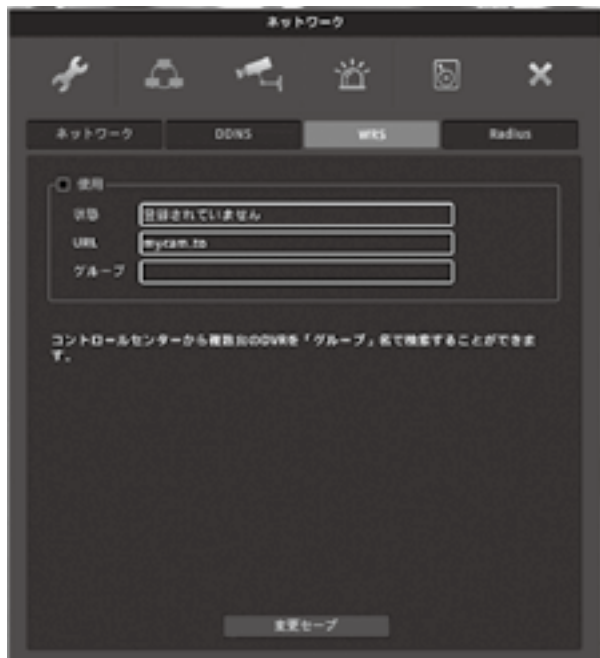 ネットワーク
ネットワーク DDNS WRS Radius
使用
状態 登録されていません
URL mycam.to
グループ
コントロールセンターから複数台のDVRを「グループ」名で検索することができま
す。
変更セーブ